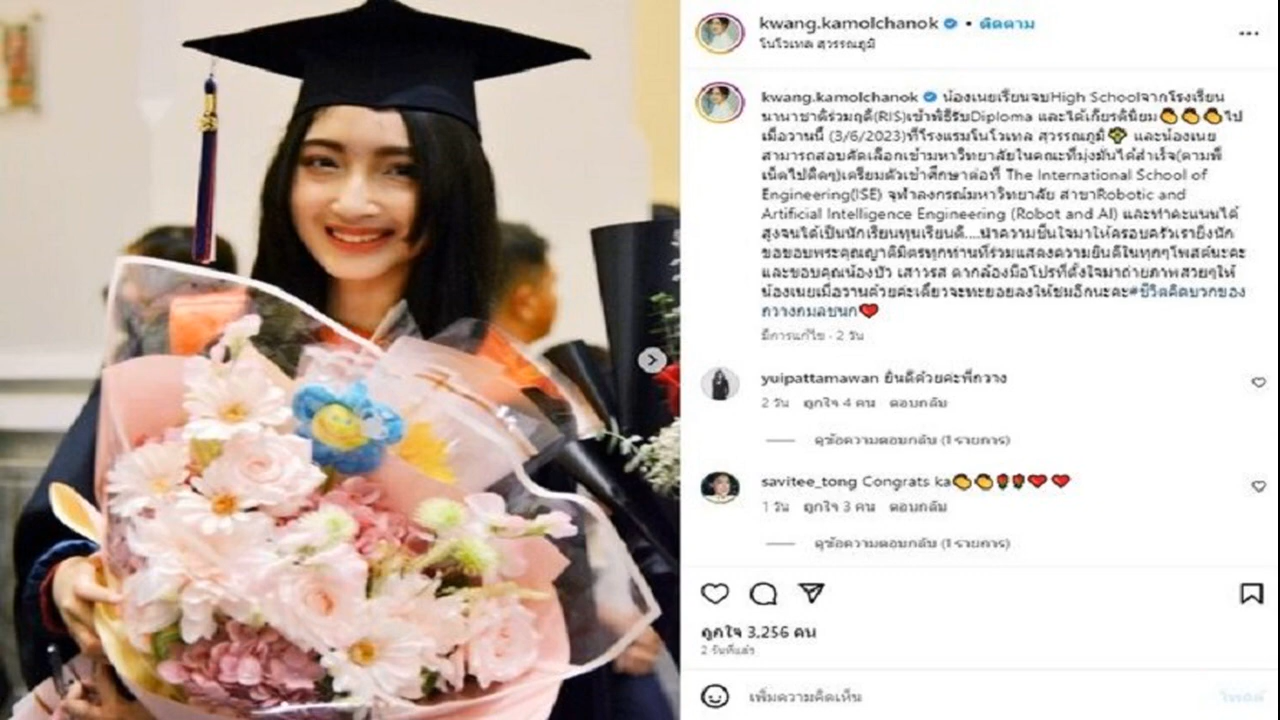 kwang.kamolchanok • ติดตาม
โนโวเทล สุวรรณภูมิ
kwang.kamolchanok น้องเนยเรียนจบHigh Schoolจากโรงเรียน
นานาชาติร่วมฤดี(RIS)เข้าพิธีรับDiploma และได้เกียรตินิยม👏👏👏ไป
เมื่อวานนี้ (3/6/2023)ที่โรงแรมโนโวเทล สุวรรณภูมิ💐 และน้องเนย
สามารถสอบคัดเลือกเข้ามหาวิทยาลัยในคณะที่มุ่งมั่นได้สำเร็จ(ตามพี่
เน็ตไปติดๆ)เตรียมตัวเข้าศึกษาต่อที่ The International School of
Engineering(ISE) จุฬาลงกรณ์มหาวิทยาลัย สาขาRobotic and
Artificial Intelligence Engineering (Robot and AI) และทำคะแนนได้
สูงจนได้เป็นนักเรียนทุนเรียนดี....นำความปลื้มใจมาให้ครอบครัวเรายิ่งนัก
ขอขอบพระคุณญาติมิตรทุกท่านที่ร่วมแสดงความยินดีในทุกๆโพสต์นะคะ
และขอบคุณน้องบัว เสาวรส ตากล้องมือโปรที่ตั้งใจมาถ่ายภาพสวยๆให้
น้องเนยเมื่อวานด้วยค่ะเดี๋ยวจะทะยอยลงให้ชมอีกนะคะ#ชีวิตคิดบวกของ
กวางกมลชนก❤️
มีการแก้ไข · 2 วัน
yuipattamawan ยินดีด้วยค่ะพี่กวาง
2 วัน ถูกใจ 4 คน ตอบกลับ
ดูข้อความตอบกลับ (1 รายการ)
savitee_tong Congrats ka👏👏🌹🌹❤️❤️
1 วัน ถูกใจ 3 คน ตอบกลับ
ดูข้อความตอบกลับ (1 รายการ)
ถูกใจ 3,256 คน
2 วันที่แล้ว
เพิ่มความคิดเห็น
โพสต์